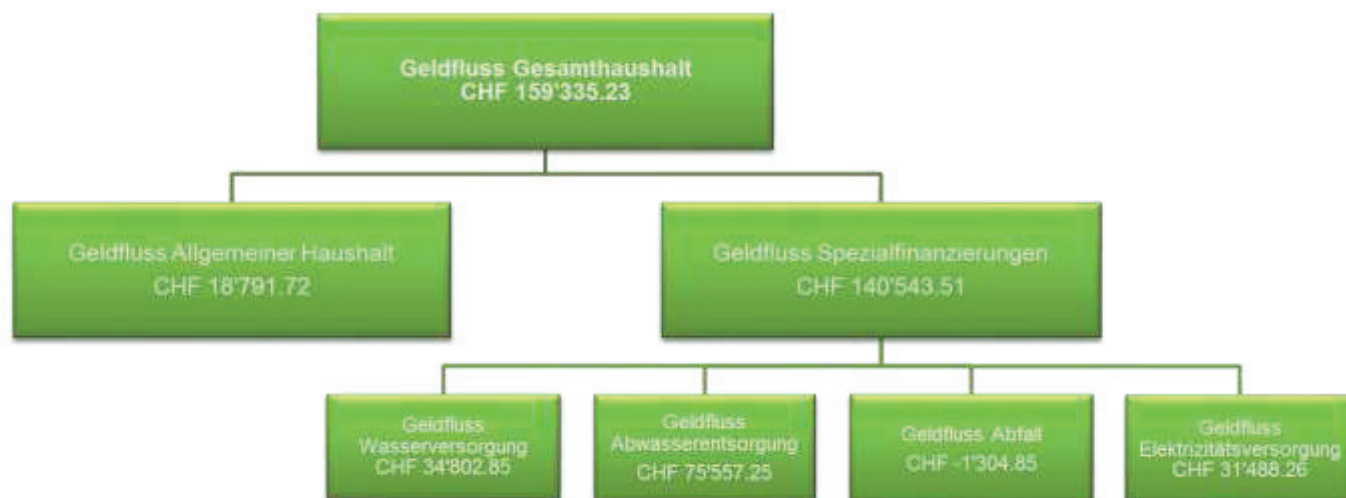 Geldfluss Gesamthaushalt
CHF 159'335.23
Geldfluss Allgemeiner Haushalt
CHF 18'791.72
Geldfluss Spezialfinanzierungen
CHF 140'543.51
Geldfluss
Wasserversorgung
CHF 34'802.85
Geldfluss
Abwasserentsorgung
CHF 75'557.25
Geldfluss Abfall
CHF -1'304.85
Geldfluss
Elektrizitätsversorgung
CHF 31'488.26